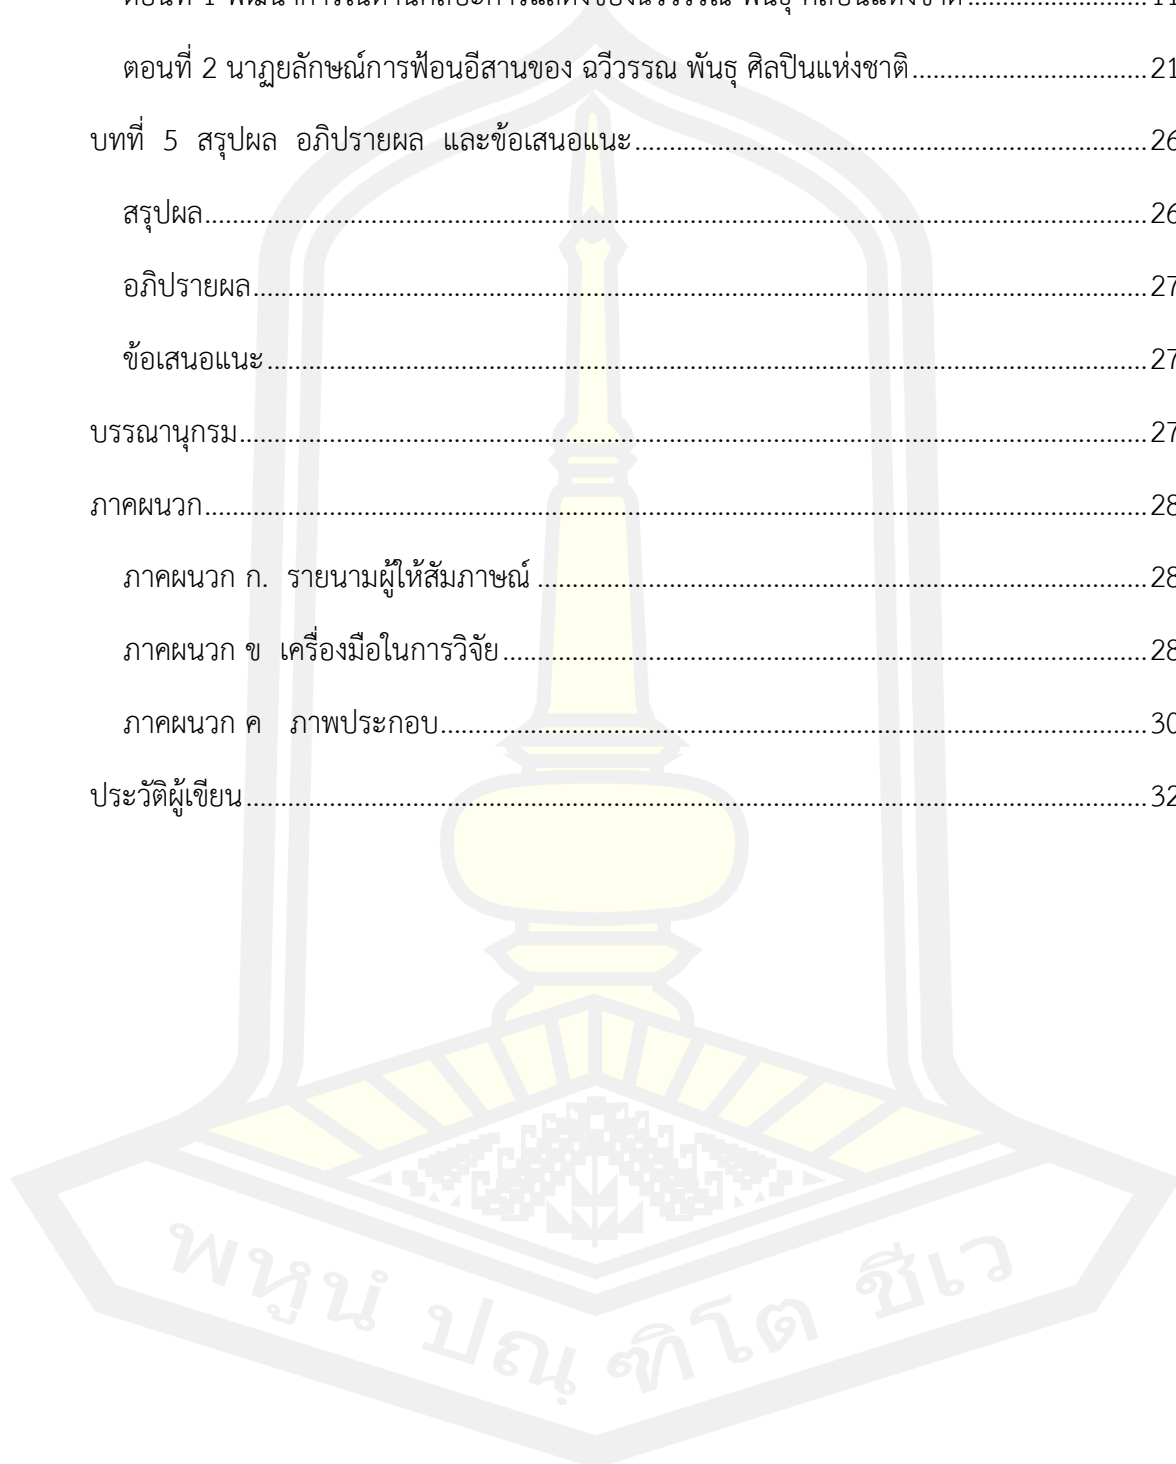 ตอนที่ 2 นาฏยลักษณ์การฟ้อนอีสานของ ฉวีวรรณ พันธุ ศิลปินแห่งชาติ........................................21
บทที่ 5 สรุปผล อภิปรายผล และข้อเสนอแนะ........................................26
สรุปผล........................................26
อภิปรายผล........................................27
ข้อเสนอแนะ........................................27
บรรณานุกรม........................................27
ภาคผนวก........................................28
ภาคผนวก ก. รายนามผู้ให้สัมภาษณ์........................................28
ภาคผนวก ข เครื่องมือในการวิจัย........................................28
ภาคผนวก ค ภาพประกอบ........................................30
ประวัติผู้เขียน........................................32
พหูนํ ปณฺฑิโต ชีเว